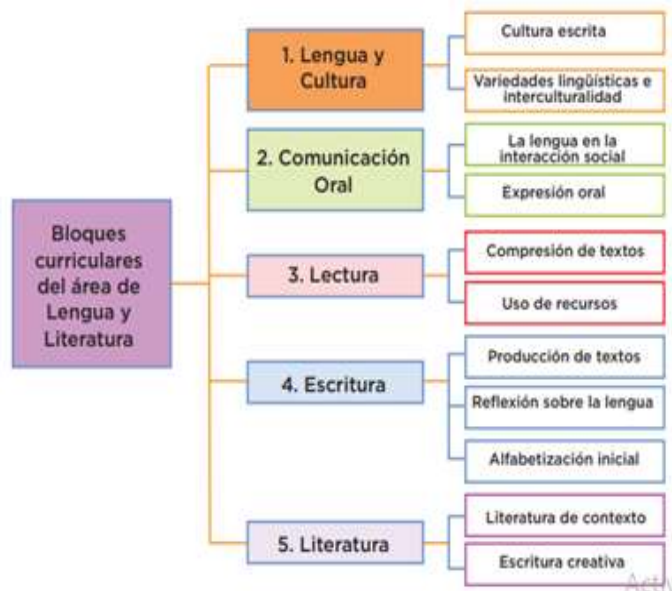 Bloques
curriculares
del área de
Lengua y
Literatura
1. Lengua y
Cultura
Cultura escrita
Variedades lingüísticas e
interculturalidad
2. Comunicación
Oral
La lengua en la
interacción social
Expresión oral
3. Lectura
Compresión de textos
Uso de recursos
4. Escritura
Producción de textos
Reflexión sobre la lengua
Alfabetización inicial
5. Literatura
Literatura de contexto
Escritura creativa